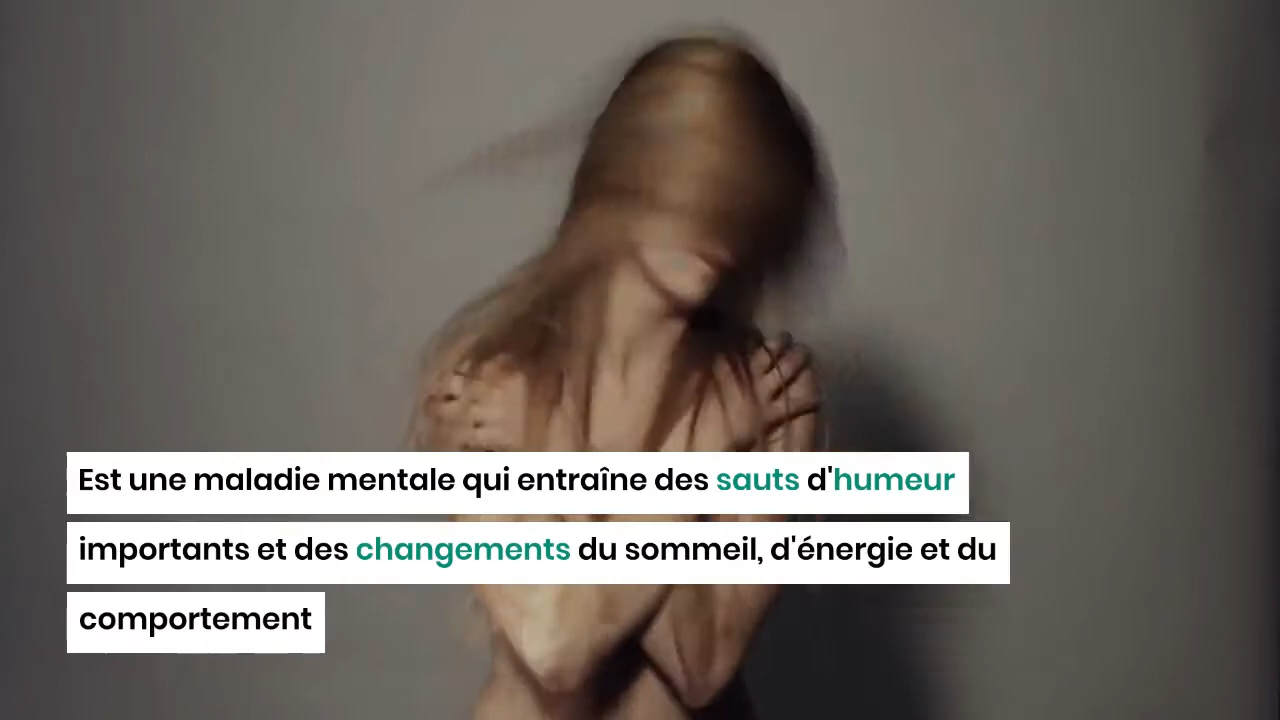 Est une maladie mentale qui entraîne des sauts d'humeur
importants et des changements du sommeil, d'énergie et du
comportement